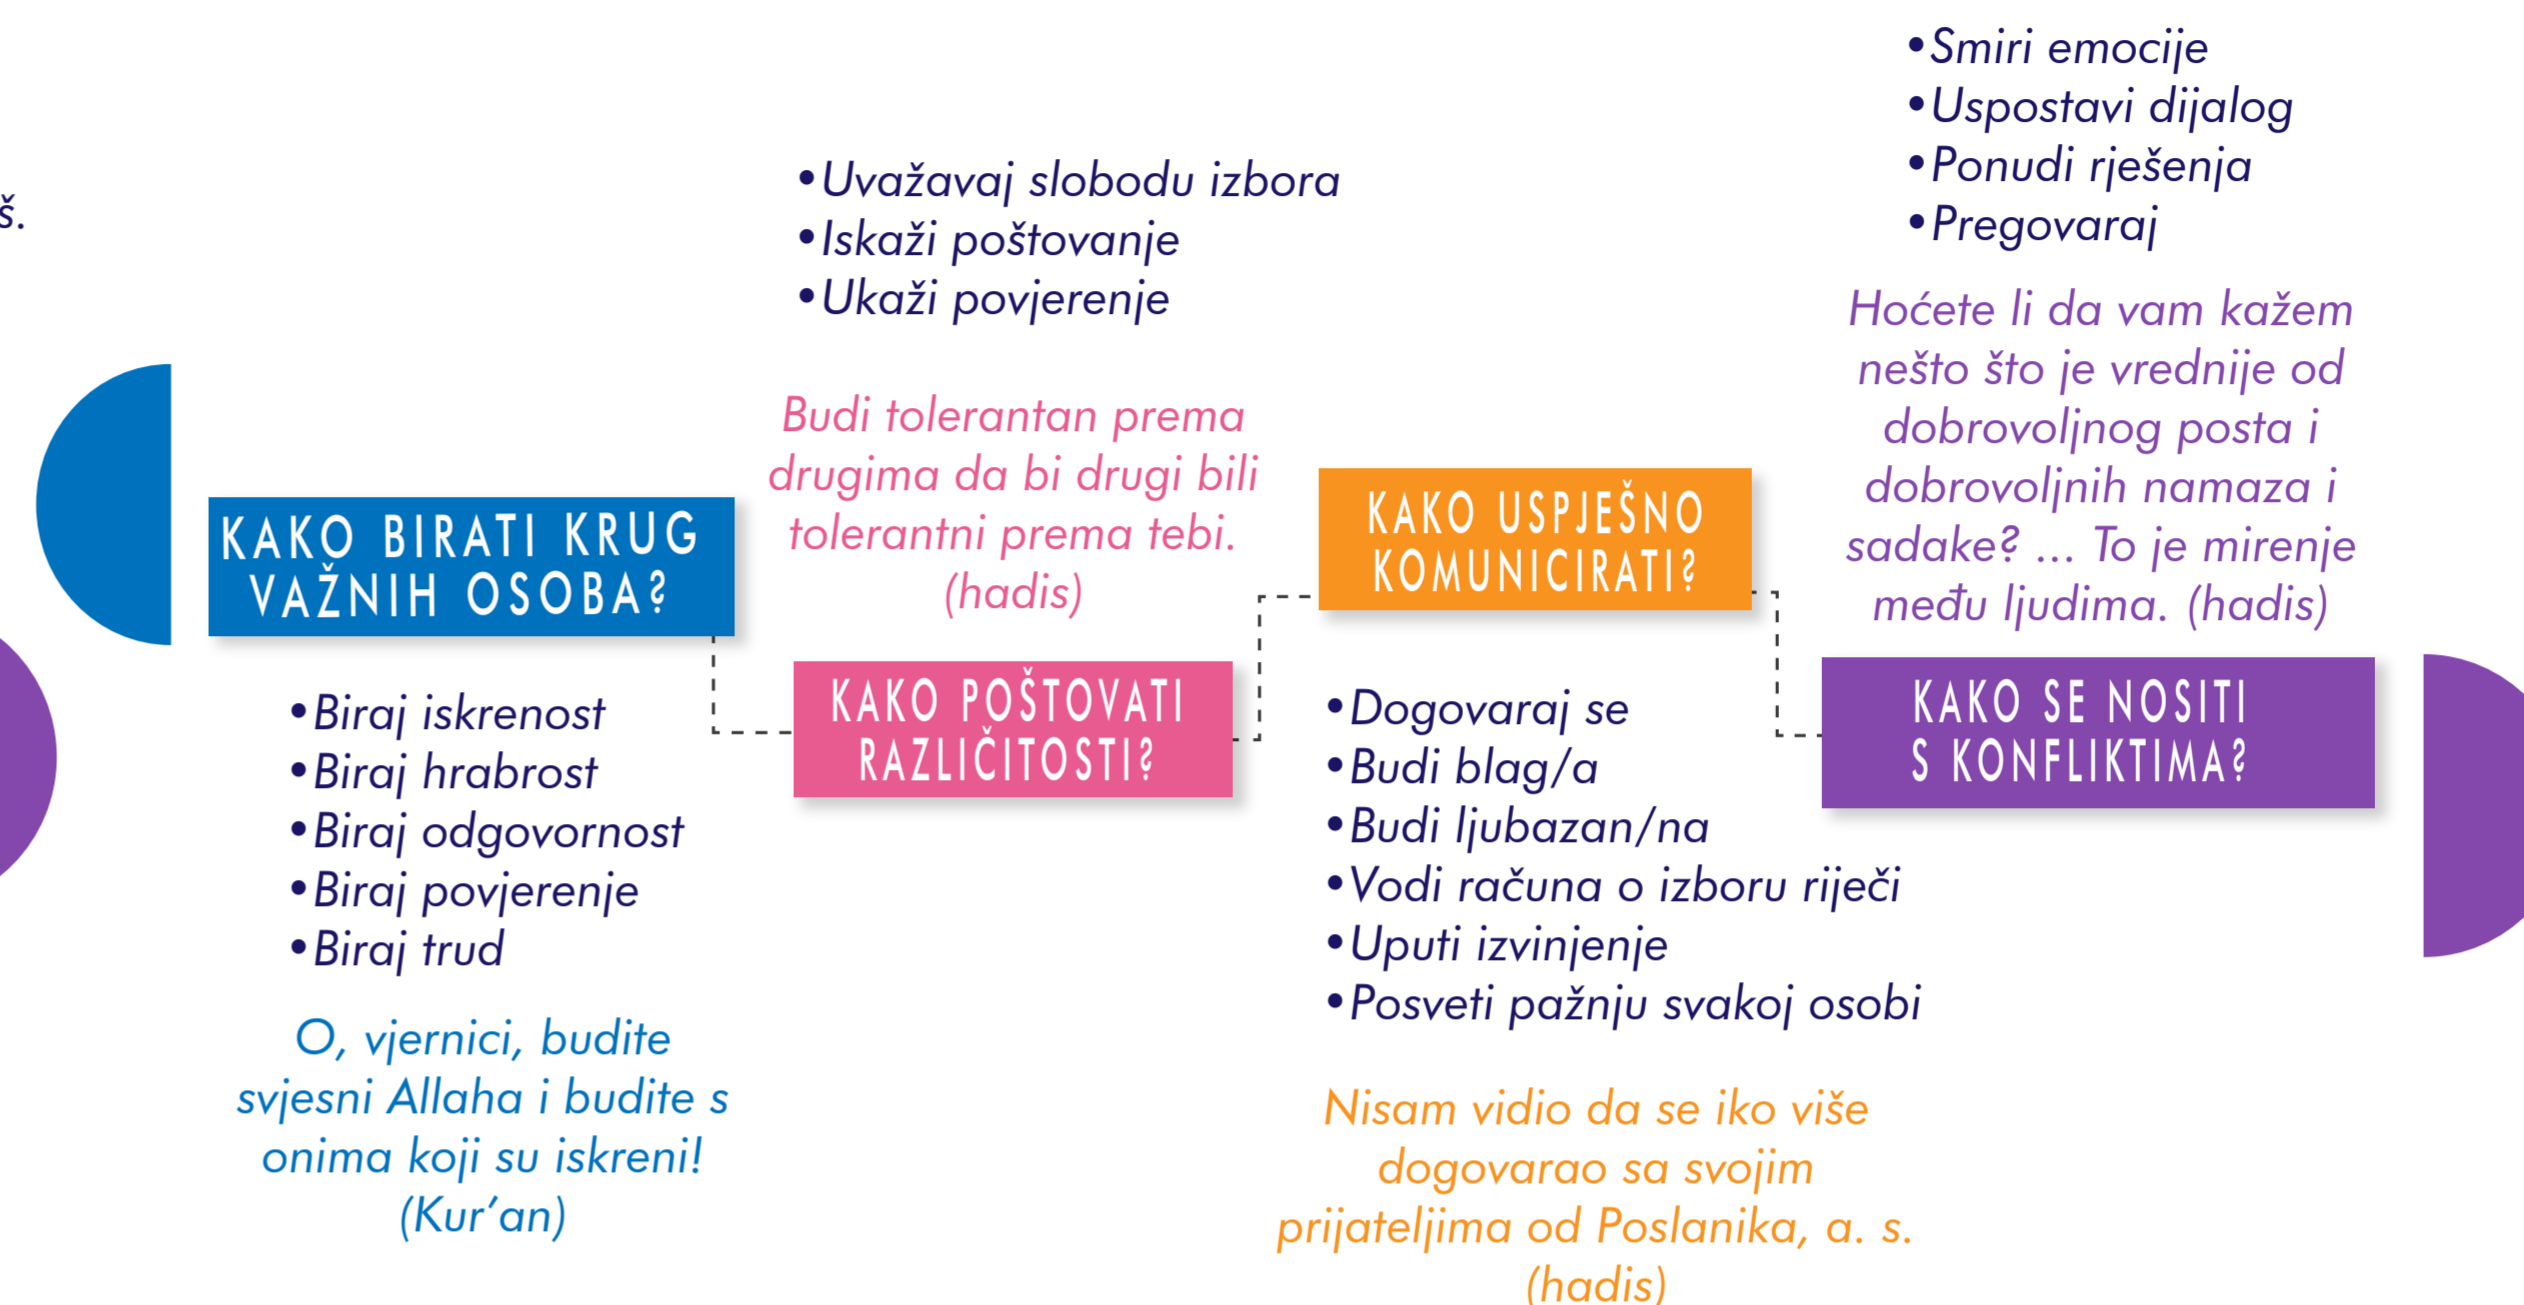 š.
KAKO BIRATI KRUG
VAŽNIH OSOBA?
•Biraj iskrenost
•Biraj hrabrost
•Biraj odgovornost
•Biraj povjerenje
•Biraj trud
O, vjernici, budite
svjesni Allaha i budite s
onima koji su iskreni!
(Kur’an)
•Uvažavaj slobodu izbora
•Iskaži poštovanje
•Ukaži povjerenje
Budi tolerantan prema
drugima da bi drugi bili
tolerantni prema tebi.
(hadis)
KAKO POŠTOVATI
RAZLIČITOSTI?
KAKO USPJEŠNO
KOMUNICIRATI?
•Dogovaraj se
•Budi blag/a
•Budi ljubazan/na
•Vodi računa o izboru riječi
•Uputi izvinjenje
•Posveti pažnju svakoj osobi
Nisam vidio da se iko više
dogovarao sa svojim
prijateljima od Poslanika, a. s.
(hadis)
•Smiri emocije
•Uspostavi dijalog
•Ponudi rješenja
•Pregovaraj
Hoćete li da vam kažem
nešto što je vrednije od
dobrovoljnog posta i
dobrovoljnih namaza i
sadake? ... To je mirenje
među ljudima. (hadis)
KAKO SE NOSITI
S KONFLIKTIMA?